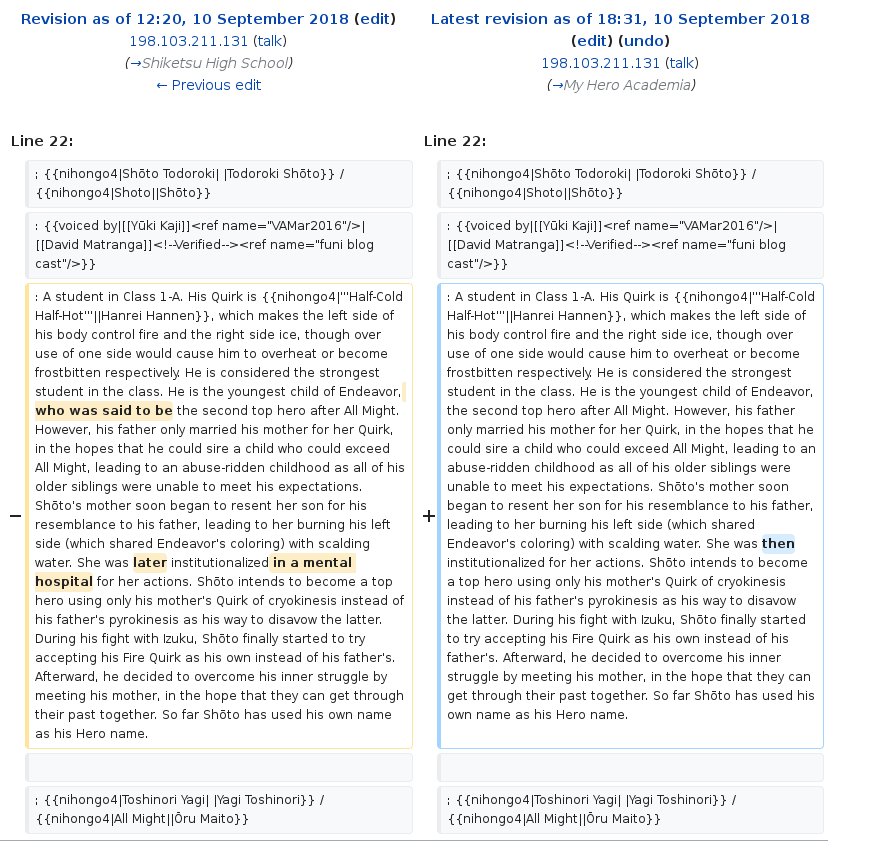 Revision as of 12:20, 10 September 2018 (edit)
198.103.211.131 (talk)
(→Shiketsu High School)
← Previous edit
Latest revision as of 18:31, 10 September 2018
(edit) (undo)
198.103.211.131 (talk)
(→My Hero Academia)
Line 22:
; {{nihongo4|Shōto Todoroki| |Todoroki Shōto}} /
{{nihongo4|Shoto||Shōto}}
: {{voiced by|[[Yūki Kaji]]<ref name="VAMar2016"/>|
[[David Matranga]]<!--Verified--><ref name="funi blog
cast"/>}}
−
: A student in Class 1-A. His Quirk is {{nihongo4|'''Half-Cold
Half-Hot'''||Hanrei Hannen}}, which makes the left side of
his body control fire and the right side ice, though over
use of one side would cause him to overheat or become
frostbitten respectively. He is considered the strongest
student in the class. He is the youngest child of Endeavor,
who was said to be the second top hero after All Might.
However, his father only married his mother for her Quirk,
in the hopes that he could sire a child who could exceed
All Might, leading to an abuse-ridden childhood as all of his
older siblings were unable to meet his expectations.
Shōto's mother soon began to resent her son for his
resemblance to his father, leading to her burning his left
side (which shared Endeavor's coloring) with scalding
water. She was later institutionalized in a mental
hospital for her actions. Shōto intends to become a top
hero using only his mother's Quirk of cryokinesis instead of
his father's pyrokinesis as his way to disavow the latter.
During his fight with Izuku, Shōto finally started to try
accepting his Fire Quirk as his own instead of his father's.
Afterward, he decided to overcome his inner struggle by
meeting his mother, in the hope that they can get through
their past together. So far Shōto has used his own name
as his Hero name.
; {{nihongo4|Toshinori Yagi| |Yagi Toshinori}} /
{{nihongo4|All Might||Ōru Maito}}
Line 22:
; {{nihongo4|Shōto Todoroki| |Todoroki Shōto}} /
{{nihongo4|Shoto||Shōto}}
: {{voiced by|[[Yūki Kaji]]<ref name="VAMar2016"/>|
[[David Matranga]]<!--Verified--><ref name="funi blog
cast"/>}}
+
: A student in Class 1-A. His Quirk is {{nihongo4|'''Half-Cold
Half-Hot'''||Hanrei Hannen}}, which makes the left side of
his body control fire and the right side ice, though over
use of one side would cause him to overheat or become
frostbitten respectively. He is considered the strongest
student in the class. He is the youngest child of Endeavor,
the second top hero after All Might. However, his father
only married his mother for her Quirk, in the hopes that he
could sire a child who could exceed All Might, leading to an
abuse-ridden childhood as all of his older siblings were
unable to meet his expectations. Shōto's mother soon
began to resent her son for his resemblance to his father,
leading to her burning his left side (which shared
Endeavor's coloring) with scalding water. She was then
institutionalized for her actions. Shōto intends to become
a top hero using only his mother's Quirk of cryokinesis
instead of his father's pyrokinesis as his way to disavow
the latter. During his fight with Izuku, Shōto finally started
to try accepting his Fire Quirk as his own instead of his
father's. Afterward, he decided to overcome his inner
struggle by meeting his mother, in the hope that they can
get through their past together. So far Shōto has used his
own name as his Hero name.
; {{nihongo4|Toshinori Yagi| |Yagi Toshinori}} /
{{nihongo4|All Might||Ōru Maito}}